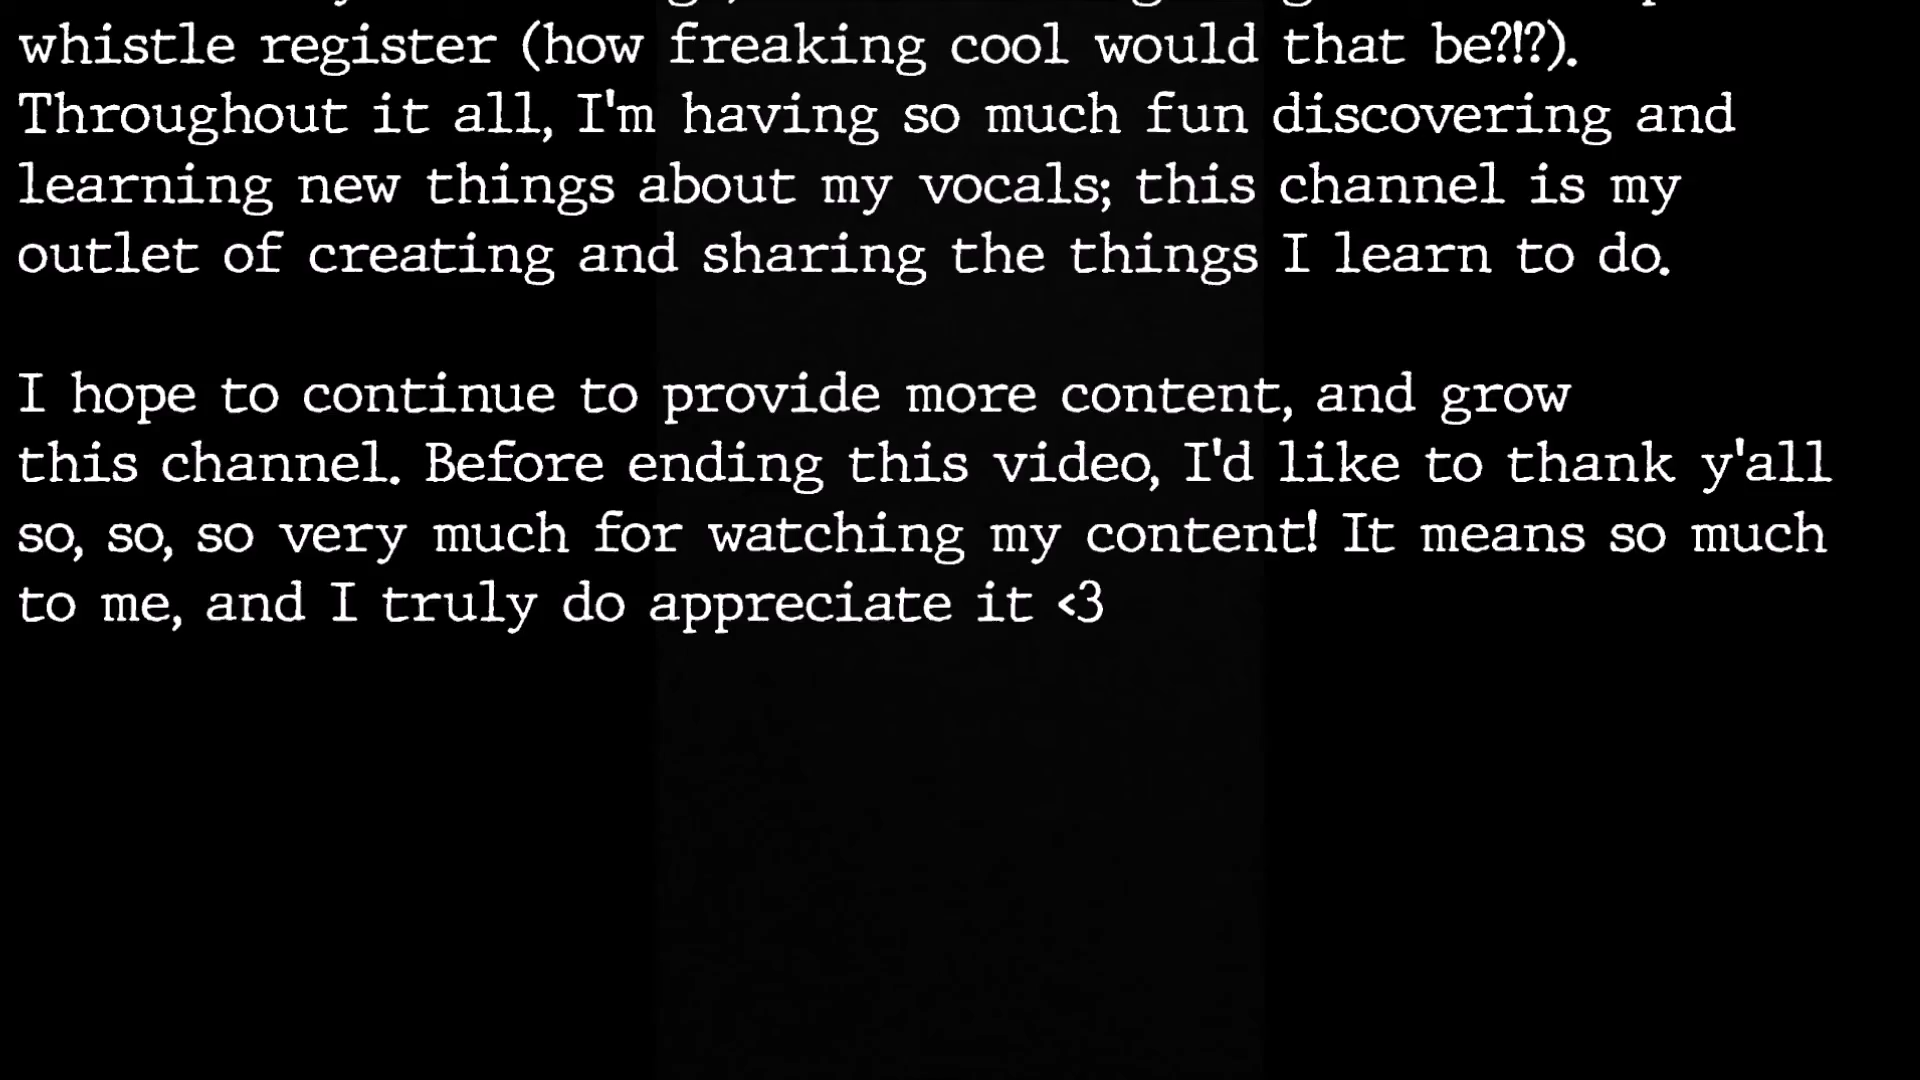 whistle register (how freaking cool would that be?!?).
Throughout it all, I'm having so much fun discovering and
learning new things about my vocals; this channel is my
outlet of creating and sharing the things I learn to do.
I hope to continue to provide more content, and grow
this channel. Before ending this video, I'd like to thank y'all
so, so, so very much for watching my content! It means so much
to me, and I truly do appreciate it <3